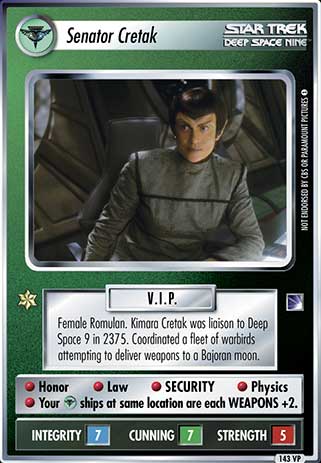 Senator Cretak
STAR TREK
DEEP SPACE NINE
NOT ENDORSED BY CBS OR PARAMOUNT PICTURES
V.I.P.
Female Romulan. Kimara Cretak was liaison to Deep
Space 9 in 2375. Coordinated a fleet of warbirds
attempting to deliver weapons to a Bajoran moon.
Honor Law SECURITY Physics
Your ships at same location are each WEAPONS +2.
INTEGRITY 7 CUNNING 7 STRENGTH 5
143 VP